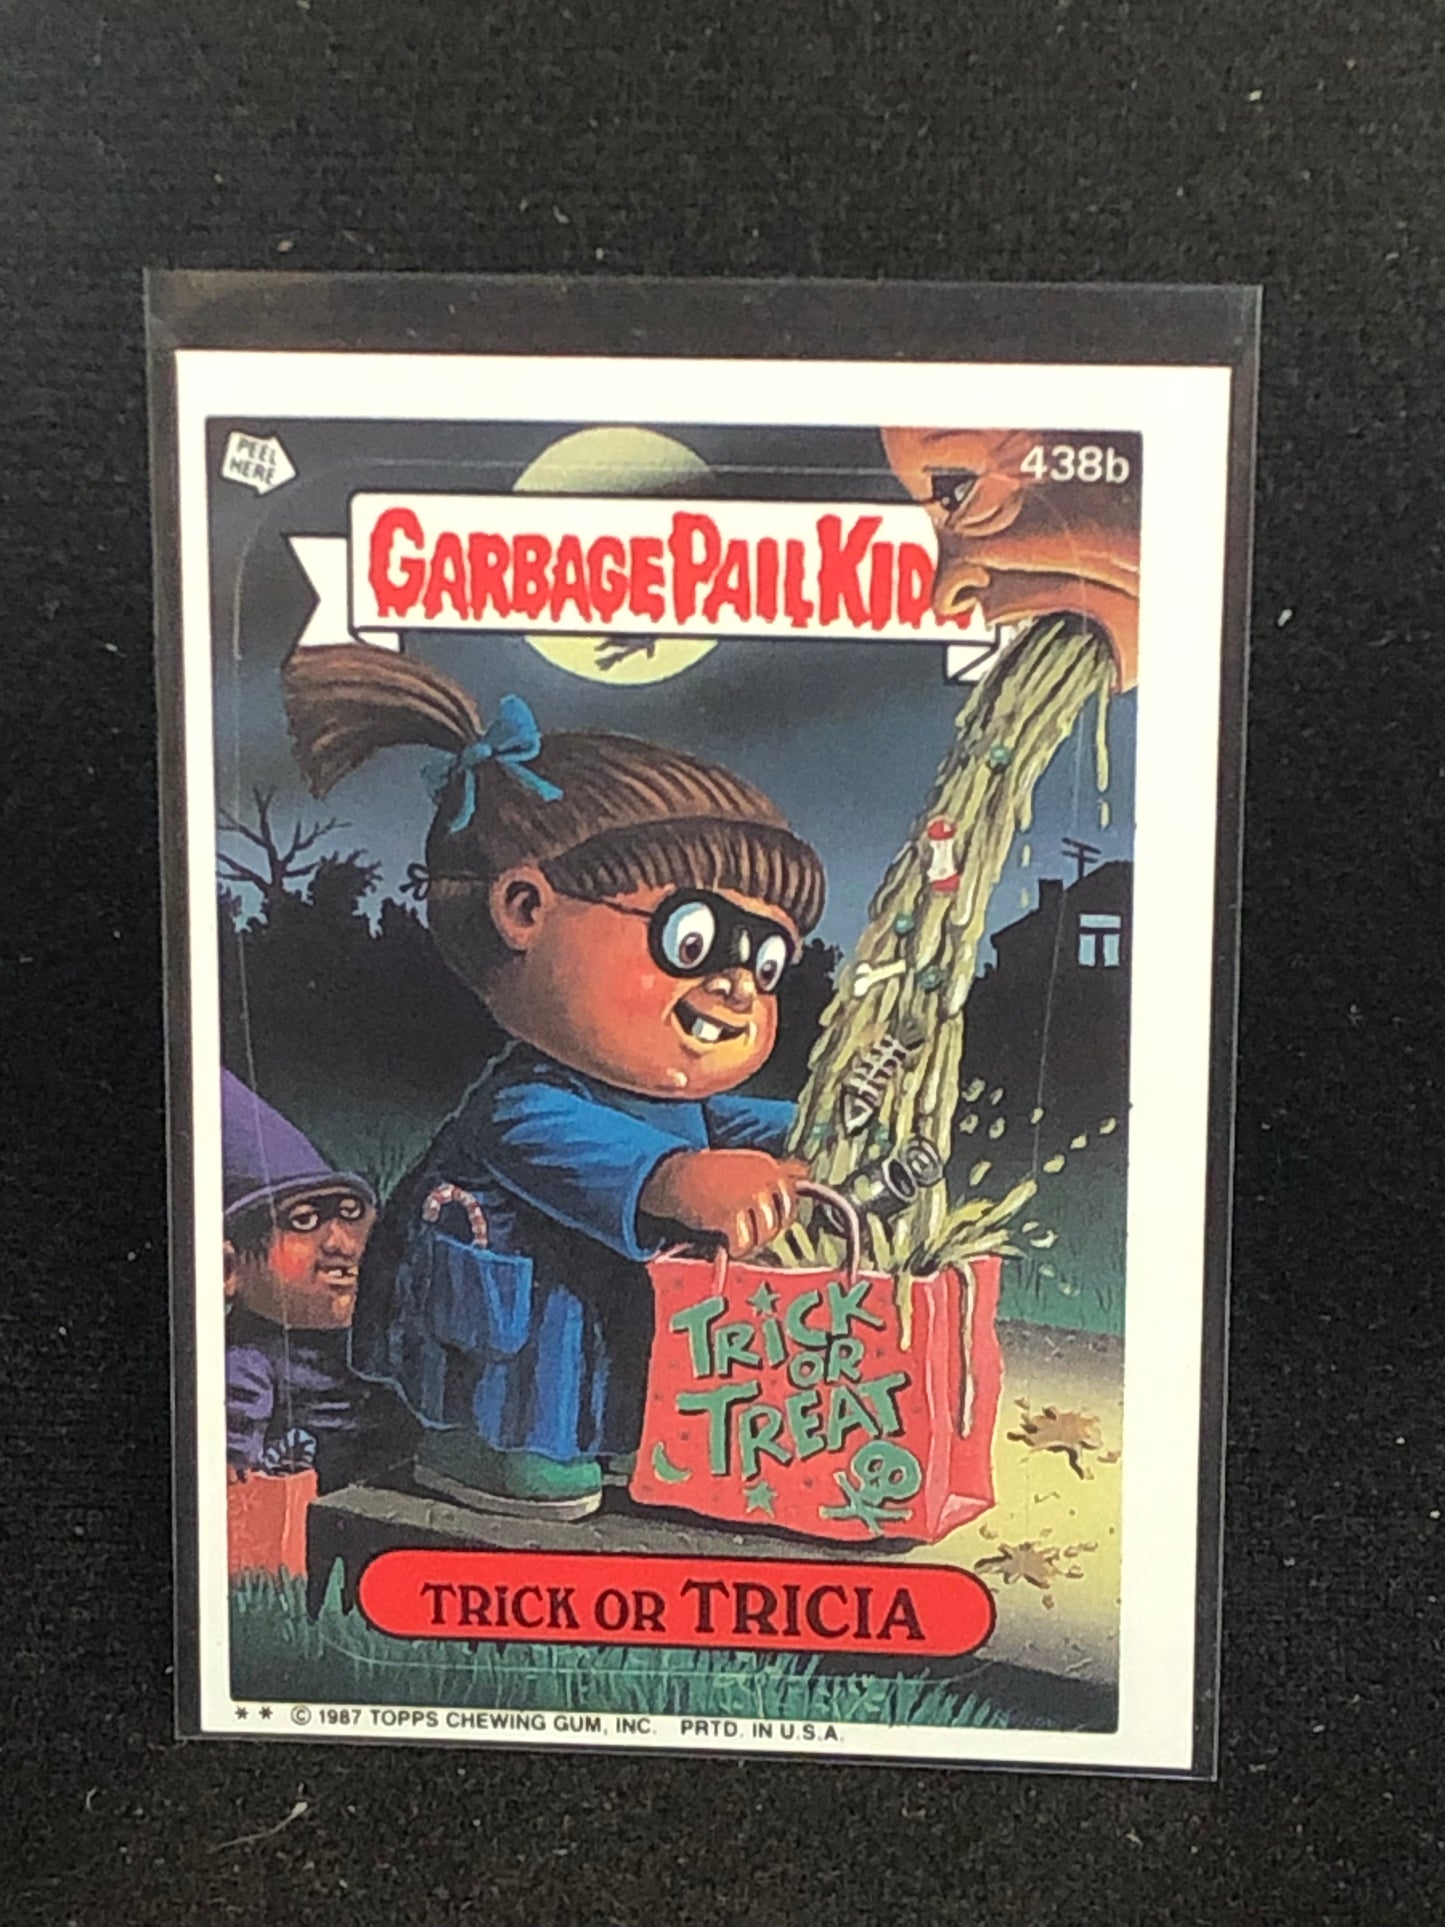 PEEL
HERE
438b
GARBAGE PAIL KID
TRiCK
OR
TREAT
TRiCK OR TRICIA
* * © 1987 TOPPS CHEWING GUM, INC. PRTD. IN U.S.A.